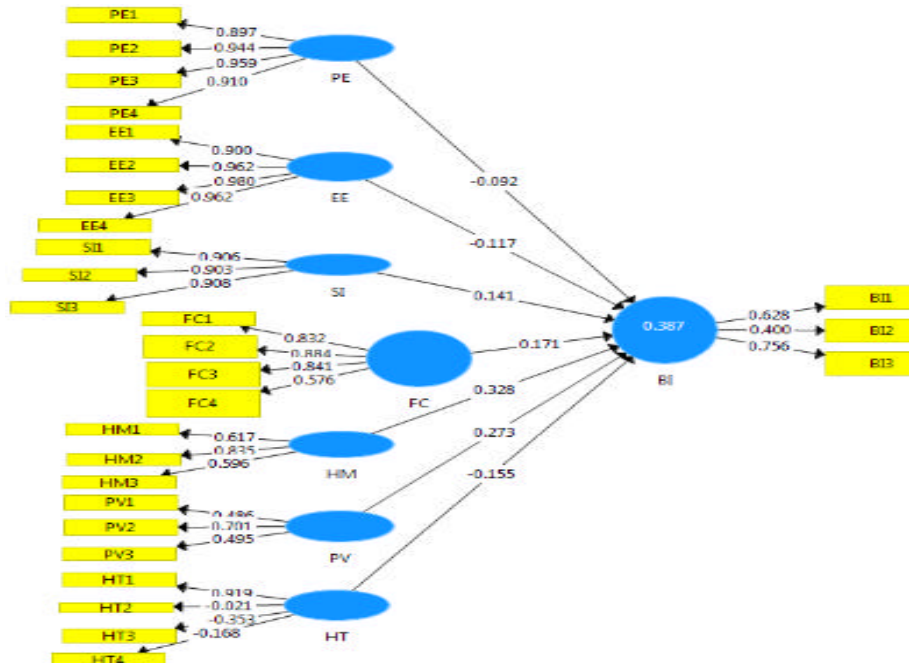 PE1
0.897
PE2
0.944
PE3
0.959
PE4
0.910
PE
EE1
0.900
EE2
0.962
EE3
0.980
EE4
0.962
EE
SI1
0.906
SI2
0.903
SI3
0.908
SI
FC1
0.832
FC2
0.884
FC3
0.841
FC4
0.576
FC
HM1
0.617
HM2
0.835
HM3
0.596
HM
PV1
0.486
PV2
0.701
PV3
0.495
PV
HT1
0.919
HT2
-0.021
HT3
-0.353
HT4
-0.168
HT
-0.092
-0.117
0.141
0.171
0.328
0.273
-0.155
0.387
BI
0.628
BI1
0.400
BI2
0.756
BI3